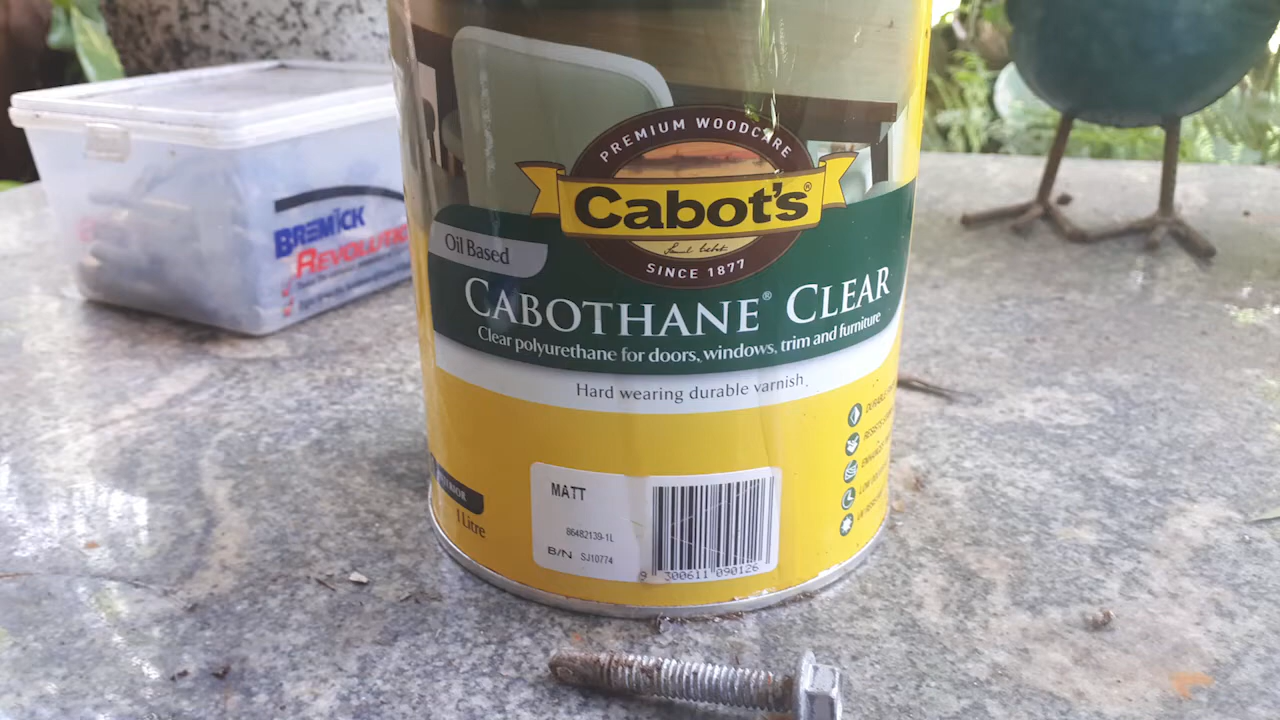 PREMIUM WOODCARE
Cabot's®
SINCE 1877
Oil Based
CABOTHANE® CLEAR
Clear polyurethane for doors, windows, trim and furniture
Hard wearing durable varnish
MATT
86482139-1L
B/N SJ10774
9 300611 090126
1 Litre
BREMICK
REVOLUTI